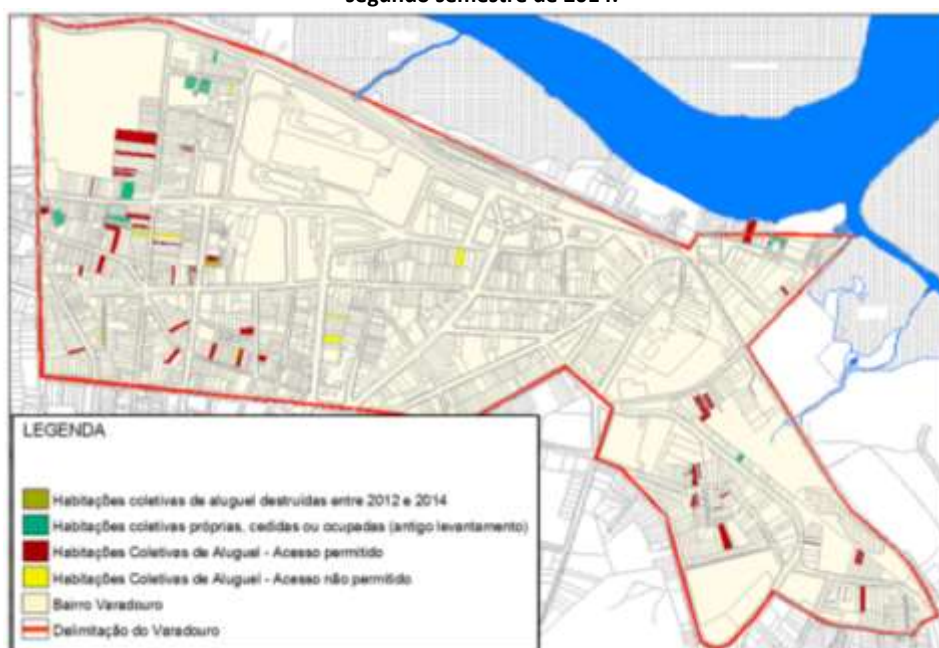 segundo semestre de 2014.
LEGENDA
Habitações coletivas de aluguel destruídas entre 2012 e 2014
Habitações coletivas próprias, cedidas ou ocupadas (antigo levantamento)
Habitações Coletivas de Aluguel - Acesso permitido
Habitações Coletivas de Aluguel - Acesso não permitido
Bairro Varadouro
Delimitação do Varadouro